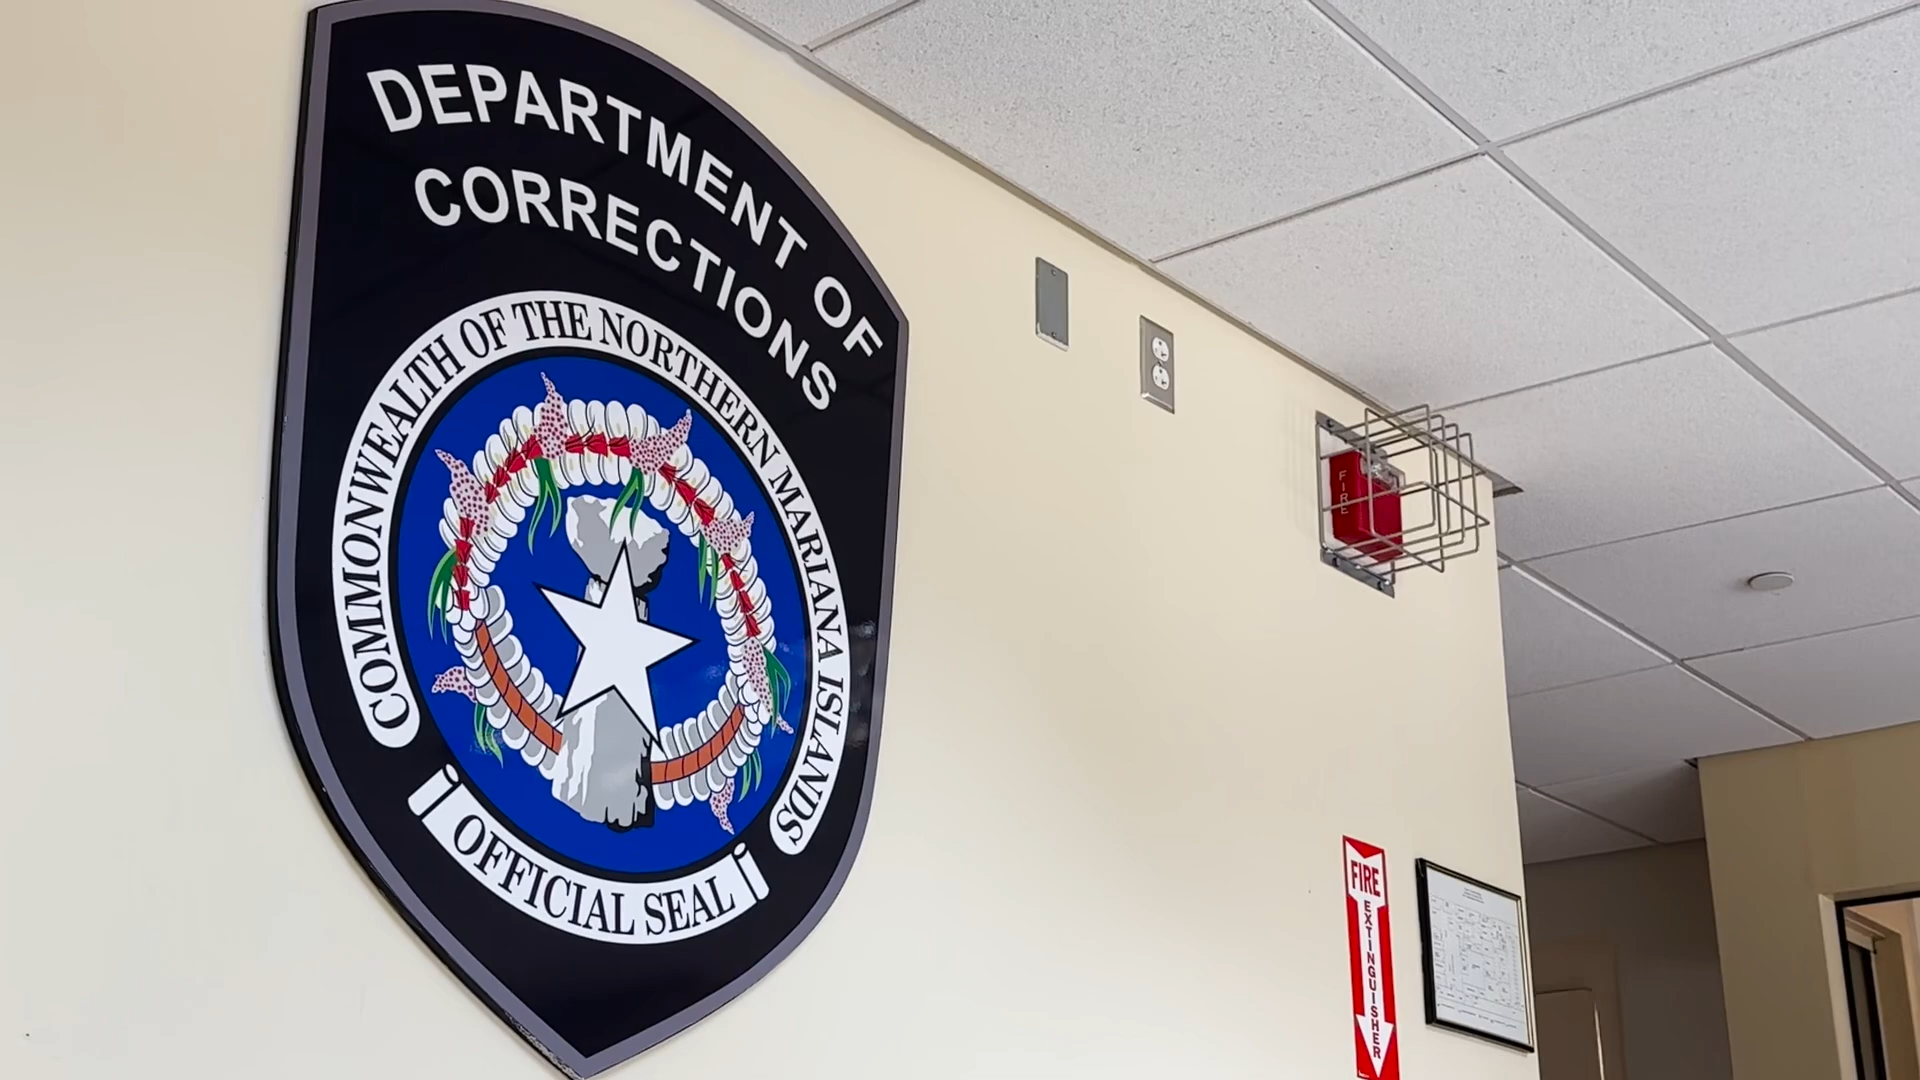 DEPARTMENT OF
CORRECTIONS
COMMONWEALTH OF THE NORTHERN MARIANA ISLANDS
OFFICIAL SEAL
FIRE
FIRE
EXTINGUISHER